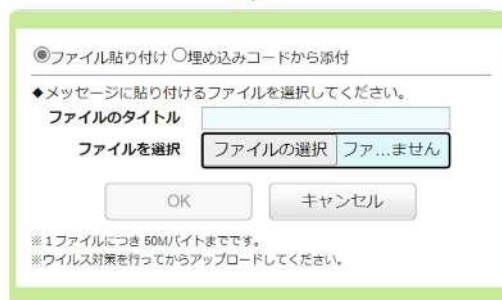 ファイル貼り付け 埋め込みコードから添付
◆メッセージに貼り付けるファイルを選択してください。
ファイルのタイトル
ファイルを選択 ファイルの選択 ファ...ません
OK キャンセル
※1ファイルにつき 50Mバイトまでです。
※ウイルス対策を行ってからアップロードしてください。